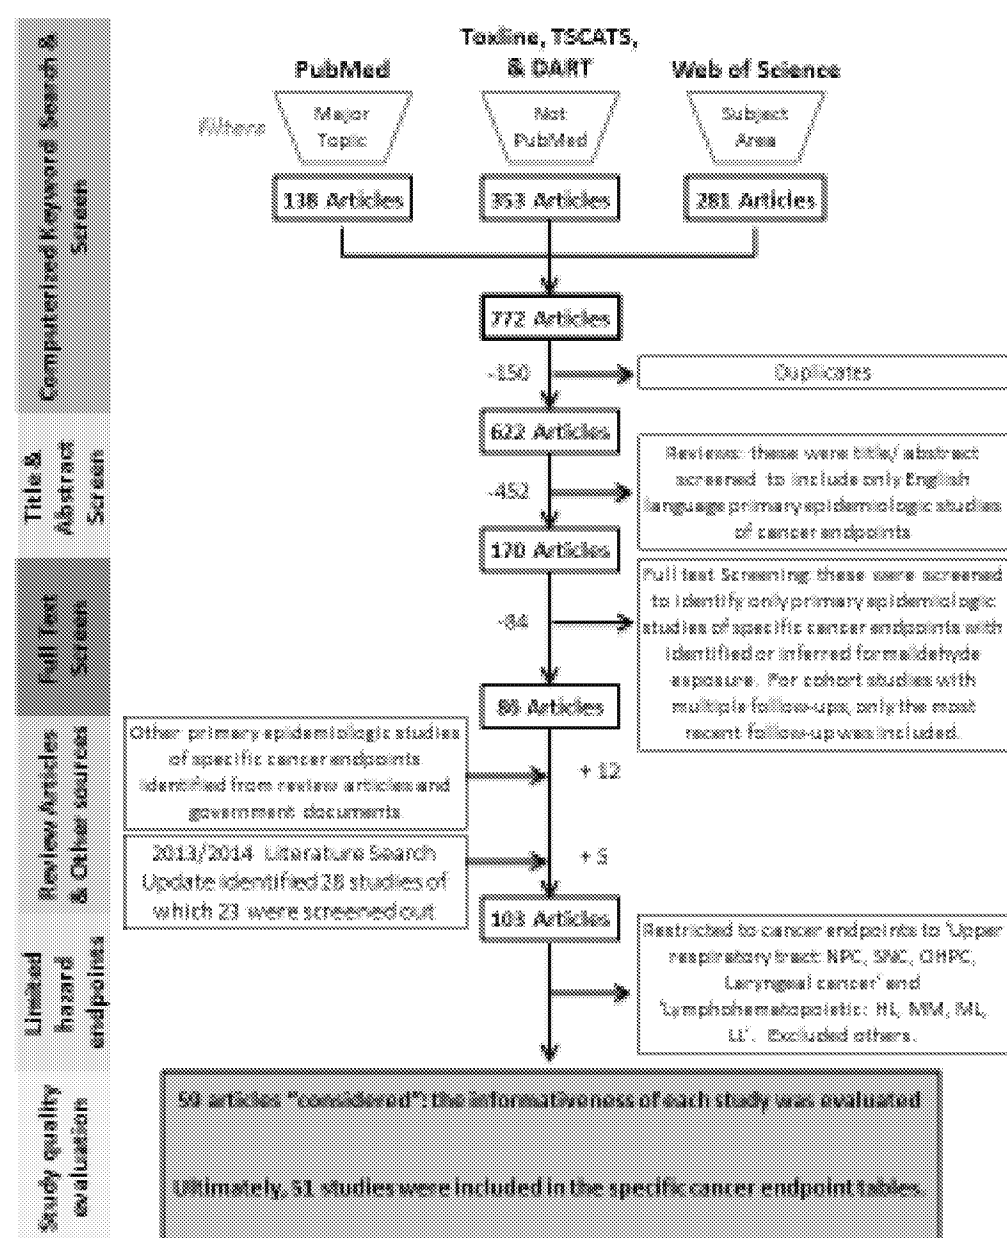 Computerized Keyword Search &
Screen
Title &
Abstract
Screen
Full Text
Screen
Review Articles
& Other sources
Limited
hazard
endpoints
Study quality
evaluation
PubMed
Toxline, TSCATS,
& DART
Web of Science
Filters
Major
Topic
Not
PubMed
Subject
Area
138 Articles
353 Articles
281 Articles
772 Articles
-150
Duplicates
622 Articles
-452
Reviews: these were title/ abstract
screened to include only English
language primary epidemiologic studies
of cancer endpoints
170 Articles
-84
Full text Screening: these were screened
to identify only primary epidemiologic
studies of specific cancer endpoints with
identified or inferred formaldehyde
exposure. For cohort studies with
multiple follow-ups, only the most
recent follow-up was included.
86 Articles
Other primary epidemiologic studies
of specific cancer endpoints
identified from review articles and
government documents
+ 12
2013/2014 Literature Search
Update identified 28 studies of
which 23 were screened out
+ 5
103 Articles
Restricted to cancer endpoints to 'Upper
respiratory tract: NPC, SNC, OHPC,
Laryngeal cancer' and
'Lymphohematopoietic: HL, MM, ML,
LL'. Excluded others.
59 articles "considered": the informativeness of each study was evaluated
Ultimately, 51 studies were included in the specific cancer endpoint tables.